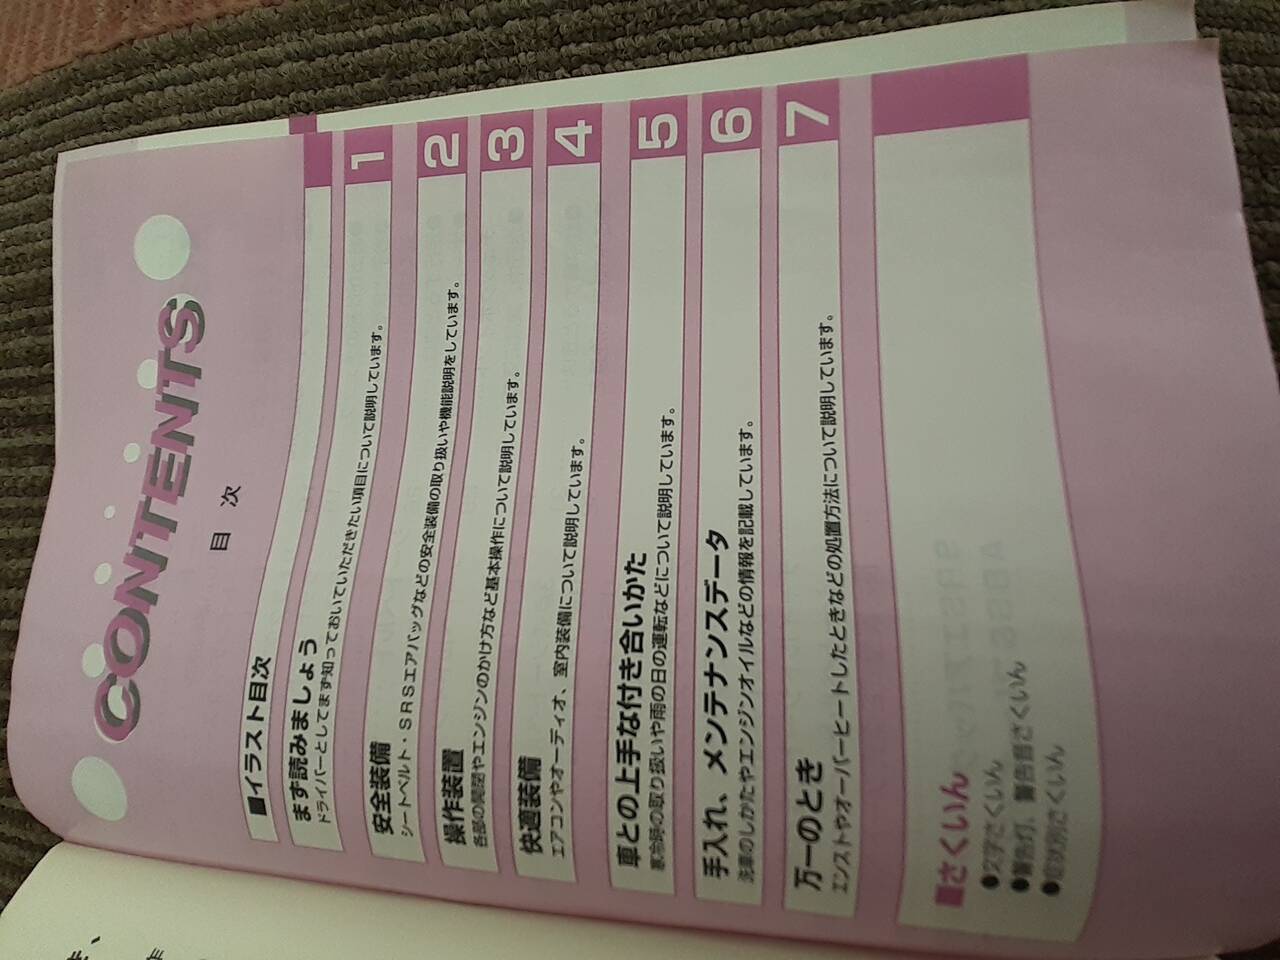 CONTENTS
目 次
■イラスト目次
まず読みましょう
ドライバーとしてまず知っておいていただきたい項目について説明しています。
1
安全装備
シートベルト・SRSエアバッグなどの安全装備の取り扱いや機能説明をしています。
2
操作装置
各部の開閉やエンジンのかけ方など基本操作について説明しています。
3
快適装備
エアコンやオーディオ、室内装備について説明しています。
4
車との上手な付き合いかた
寒冷時の取り扱いや雨の日の運転などについて説明しています。
5
手入れ、メンテナンスデータ
洗車のしかたやエンジンオイルなどの情報を記載しています。
6
万一のとき
エンストやオーバーヒートしたときなどの処置方法について説明しています。
7
■さくいん
●文字さくいん
●警告灯、警告音さくいん
●症状別さくいん